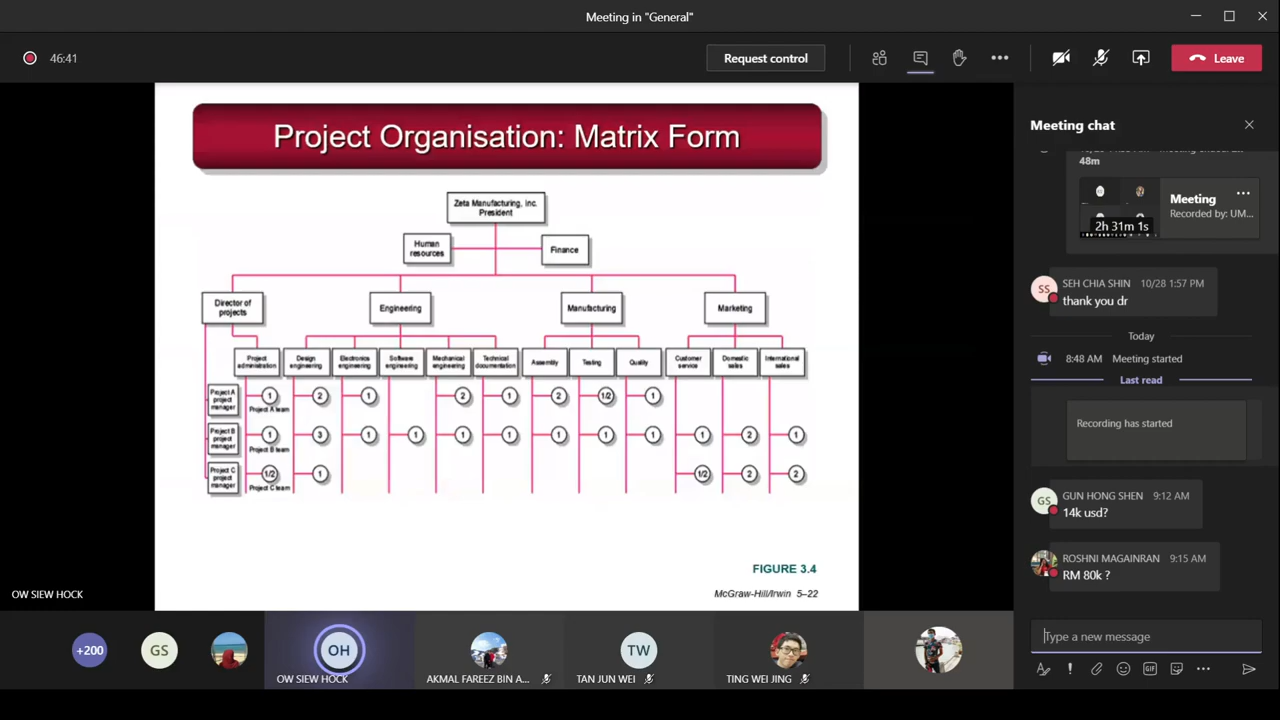 Meeting in "General"
46:41
Request control
Leave
Project Organisation: Matrix Form
Zeta Manufacturing, Inc.
President
Human
resources
Finance
Director of
projects
Engineering
Manufacturing
Marketing
Project
administration
Design
engineering
Electronics
engineering
Software
engineering
Mechanical
engineering
Technical
documentation
Assembly
Testing
Quality
Customer
service
Domestic
sales
International
sales
Project A
project
manager
1 2 1 2 1 2 1/2 1
Project A team
Project B
project
manager
1 3 1 1 1 1 1 1 1 1 2 1
Project B team
Project C
project
manager
1/2 1 1/2 2 2
Project C team
FIGURE 3.4
McGraw-Hill/Irwin 5–22
OW SIEW HOCK
+200
GS
OH
OW SIEW HOCK
AKMAL FAREEZ BIN A...
TW
TAN JUN WEI
TING WEI JING
Meeting chat
48m
Meeting
Recorded by: UM...
2h 31m 1s
SS
SEH CHIA SHIN 10/28 1:57 PM
thank you dr
Today
8:48 AM Meeting started
Last read
Recording has started
GS
GUN HONG SHEN 9:12 AM
14k usd?
ROSHNI MAGAINRAN 9:15 AM
RM 80k ?
Type a new message
GIF